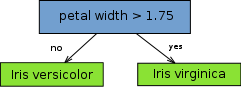 petal width > 1.75
no
yes
Iris versicolor
Iris virginica